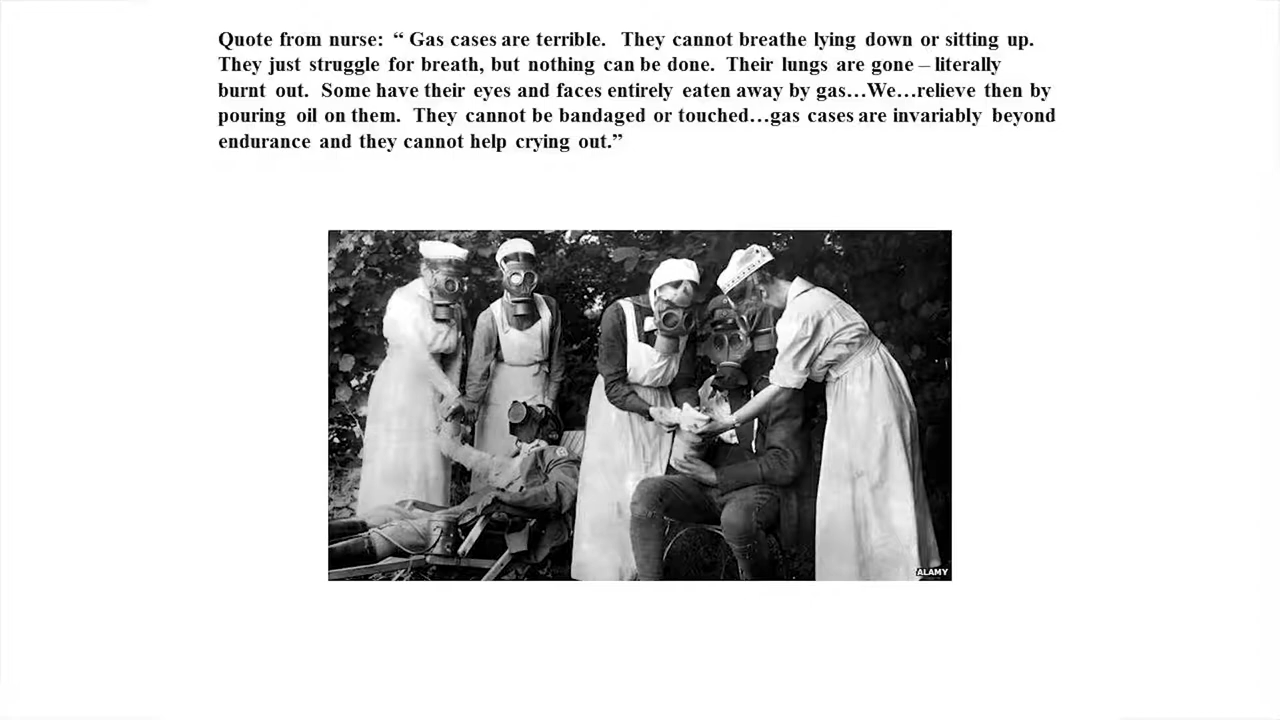 Quote from nurse: “ Gas cases are terrible. They cannot breathe lying down or sitting up.
They just struggle for breath, but nothing can be done. Their lungs are gone – literally
burnt out. Some have their eyes and faces entirely eaten away by gas…We…relieve then by
pouring oil on them. They cannot be bandaged or touched…gas cases are invariably beyond
endurance and they cannot help crying out.”
ALAMY